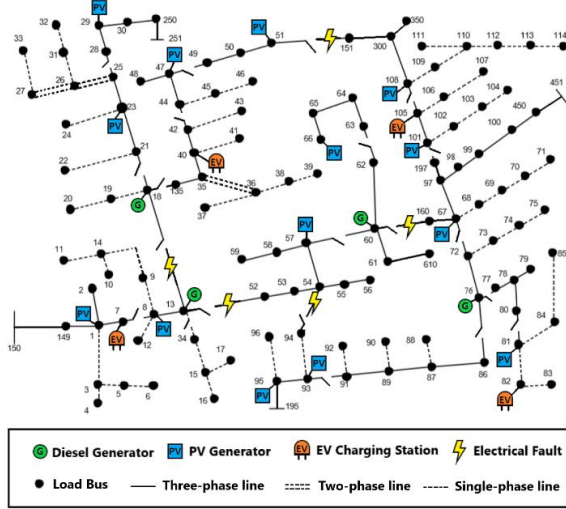 29 30 250
32 PV 251
33 28 PV 51 350
31 25 47 49 50 PV 151 300 111 110 113 112 114
27 26 48 46 108 109 107
23 44 45 43 65 64 PV 106 104 451
24 PV 42 41 63 105 103 450
21 40 66 EV 102 100
22 EV PV 101 PV 99
19 18 135 35 36 38 39 62 197 98 71
20 G 37 97 70
57 G 160 67 68 69 75
11 14 59 58 PV 60 PV 73 74
2 10 9 13 G 52 53 54 61 610 72 77 78 79 85
7 8 55 56 76 G 80
149 1 EV 12 PV 34 96 94 92 90 88 81 84
150 17 PV
3 15 95 PV 93 91 89 87 86 82 83
5 6 16 PV EV
4 195
G Diesel Generator PV PV Generator EV EV Charging Station Electrical Fault
Load Bus Three-phase line Two-phase line Single-phase line